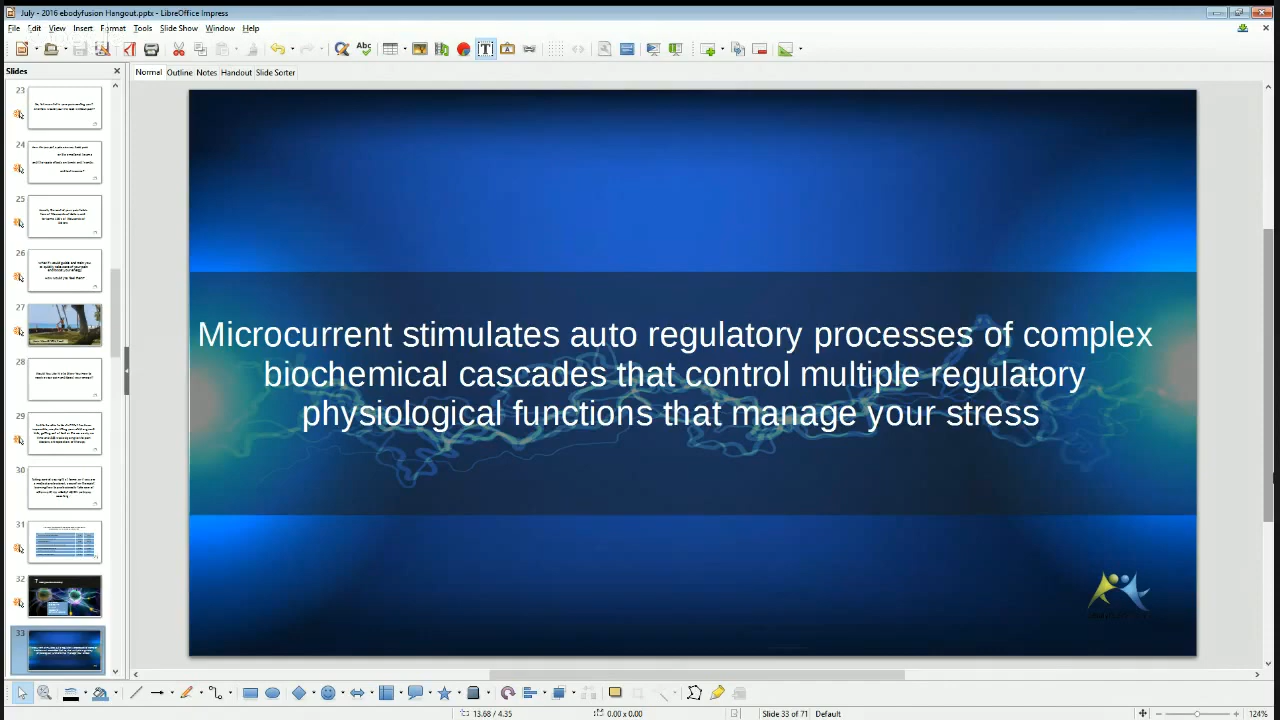 July - 2016 ebodyfusion Hangout.pptx - LibreOffice Impress
File Edit View Insert Format Tools Slide Show Window Help
Slides
Normal Outline Notes Handout Slide Sorter
23
24
25
26
27
28
29
30
31
32
33
Microcurrent stimulates auto regulatory processes of complex
biochemical cascades that control multiple regulatory
physiological functions that manage your stress
13.68 / 4.35 0.00 x 0.00 Slide 33 of 71 Default 124%